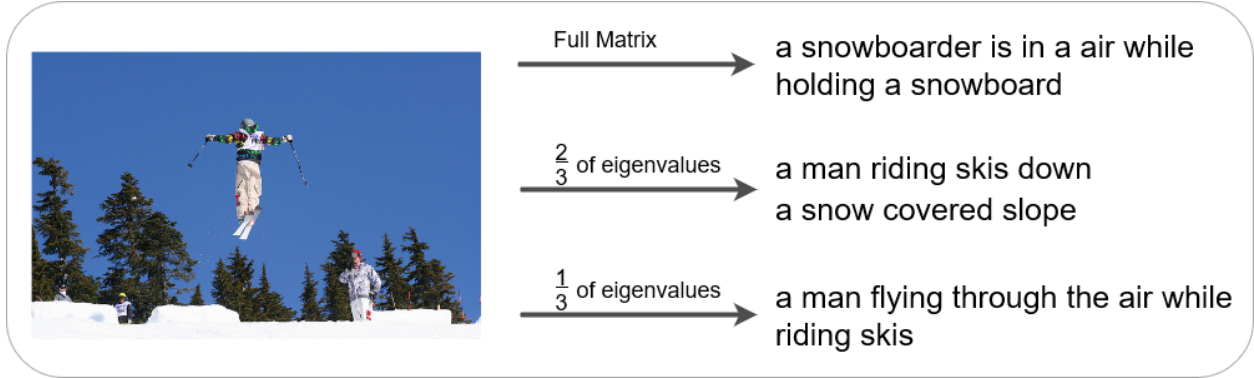 Full Matrix
a snowboarder is in a air while
holding a snowboard
2/3 of eigenvalues
a man riding skis down
a snow covered slope
1/3 of eigenvalues
a man flying through the air while
riding skis